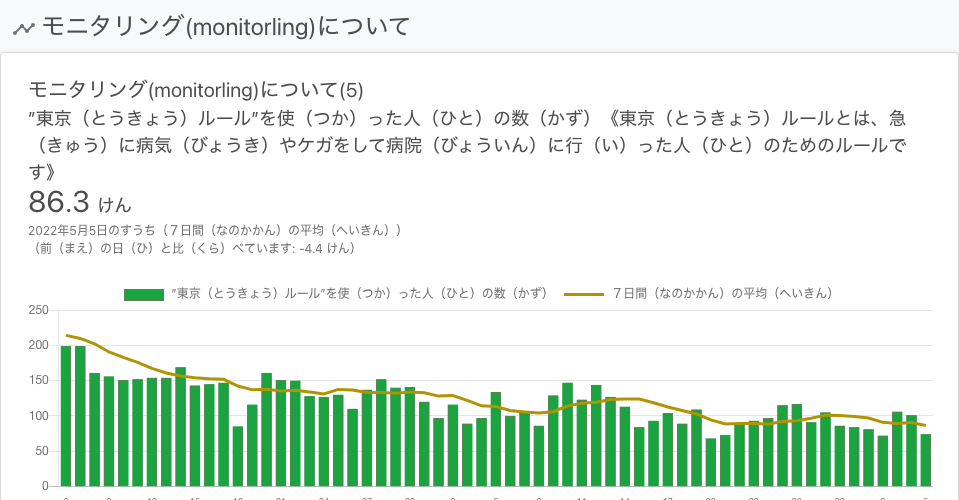 モニタリング(monitorling)について
モニタリング(monitorling)について(5)
”東京（とうきょう）ルール”を使（つか）った人（ひと）の数（かず）《東京（とうきょう）ルールとは、急
（きゅう）に病気（びょうき）やケガをして病院（びょういん）に行（い）った人（ひと）のためのルールで
す》
86.3 けん
2022年5月5日のすうち（７日間（なのかかん）の平均（へいきん））
（前（まえ）の日（ひ）と比（くら）べています: -4.4 けん）
”東京（とうきょう）ルール”を使（つか）った人（ひと）の数（かず） ７日間（なのかかん）の平均（へいきん）
250
200
150
100
50
0